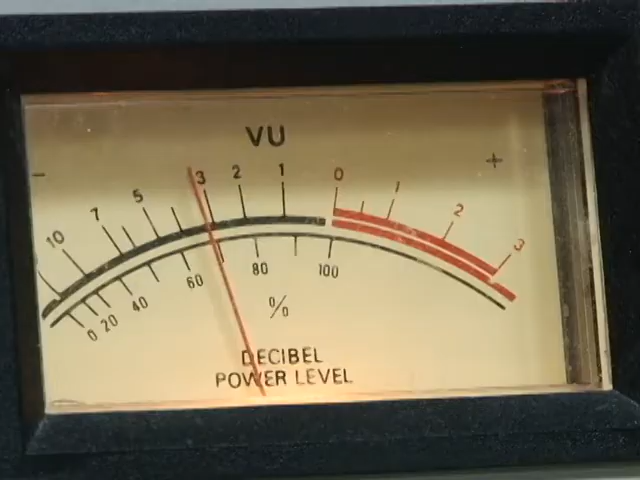 VU
- 10 7 5 3 2 1 0 1 2 3 +
0 20 40 60 80 100
%
DECIBEL
POWER LEVEL